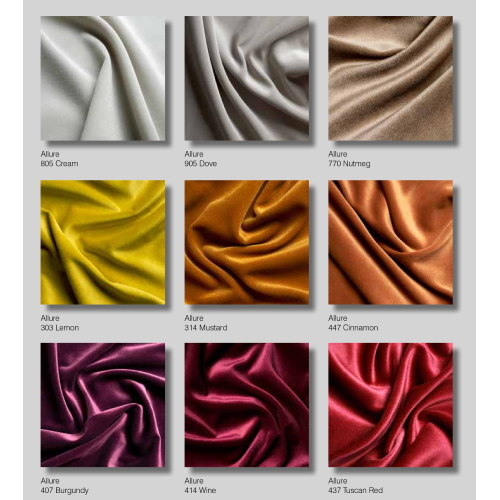 Allure
805 Cream
Allure
905 Dove
Allure
770 Nutmeg
Allure
303 Lemon
Allure
314 Mustard
Allure
447 Cinnamon
Allure
407 Burgundy
Allure
414 Wine
Allure
437 Tuscan Red